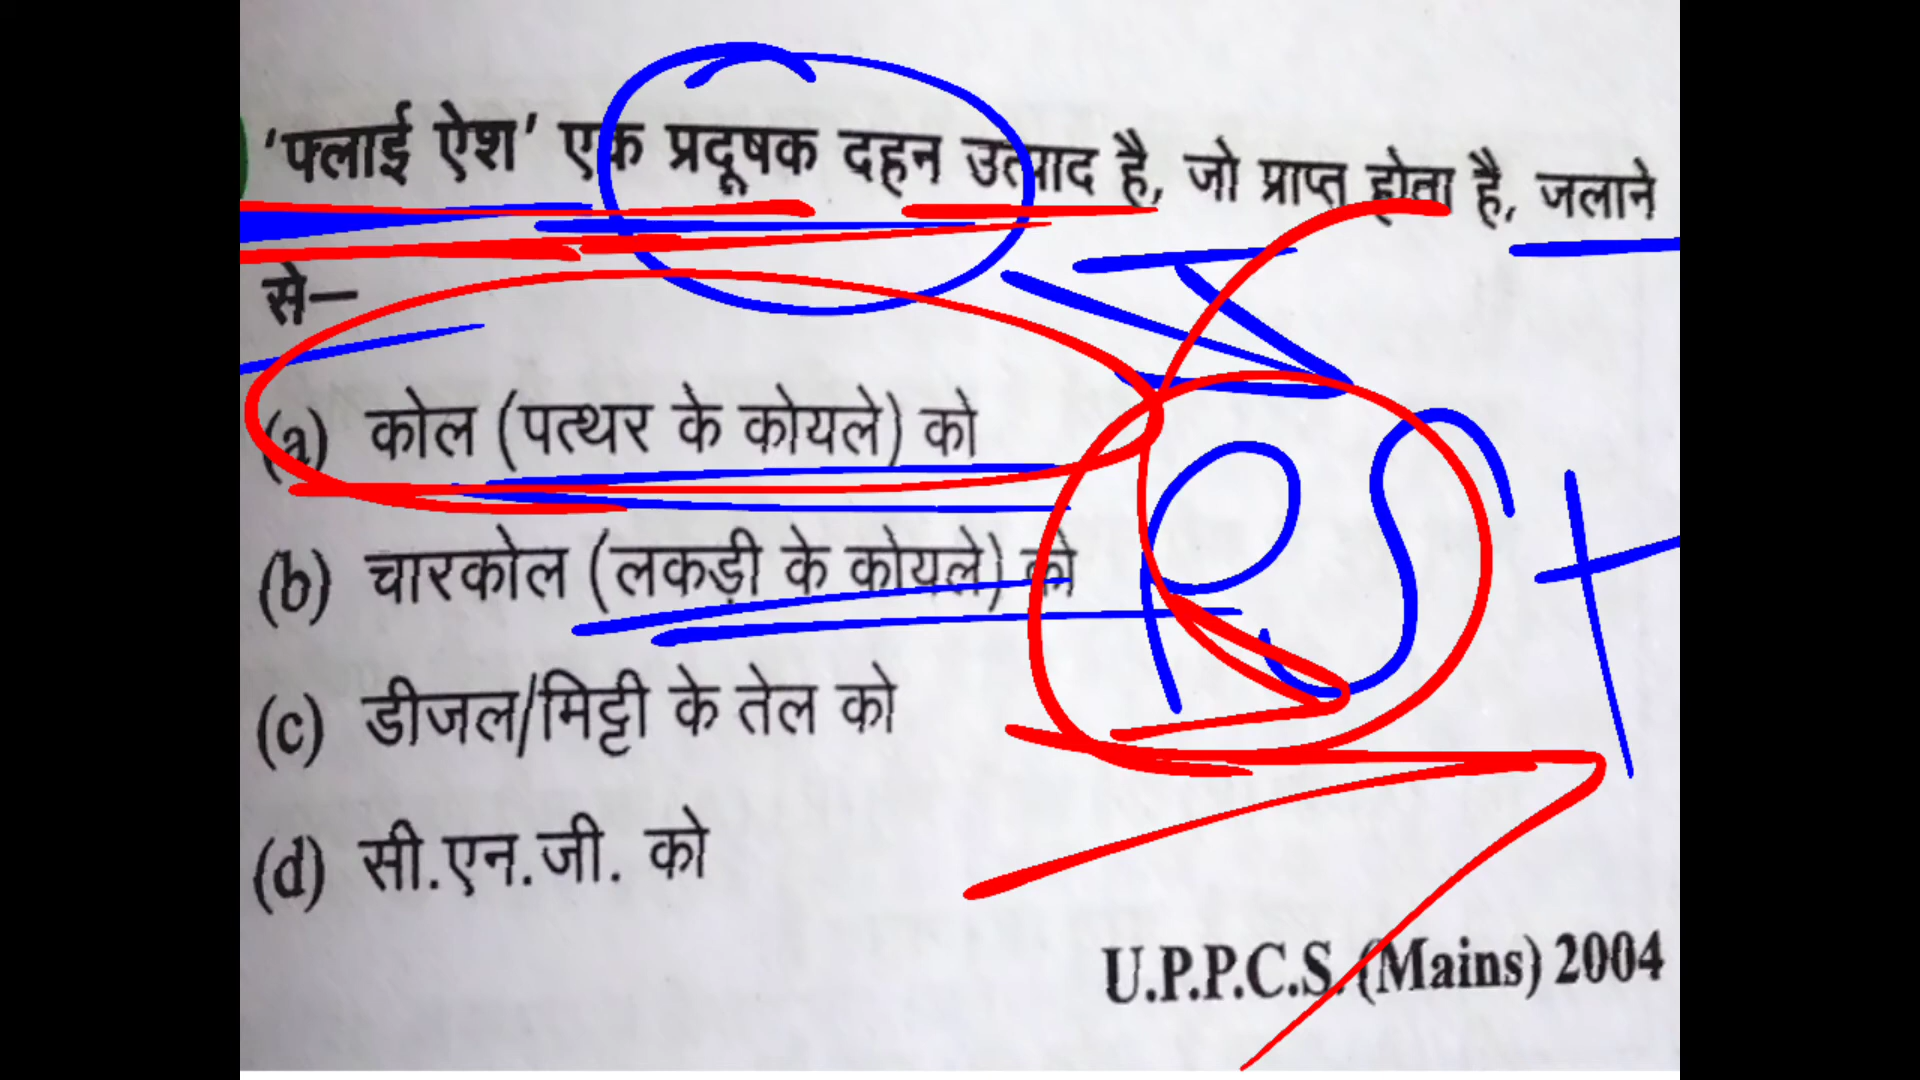 'फ्लाई ऐश' एक प्रदूषक दहन उत्पाद है, जो प्राप्त होता है, जलाने
से—
(a) कोल (पत्थर के कोयले) को
(b) चारकोल (लकड़ी के कोयले) को
(c) डीजल/मिट्टी के तेल को
(d) सी.एन.जी. को
U.P.P.C.S. (Mains) 2004